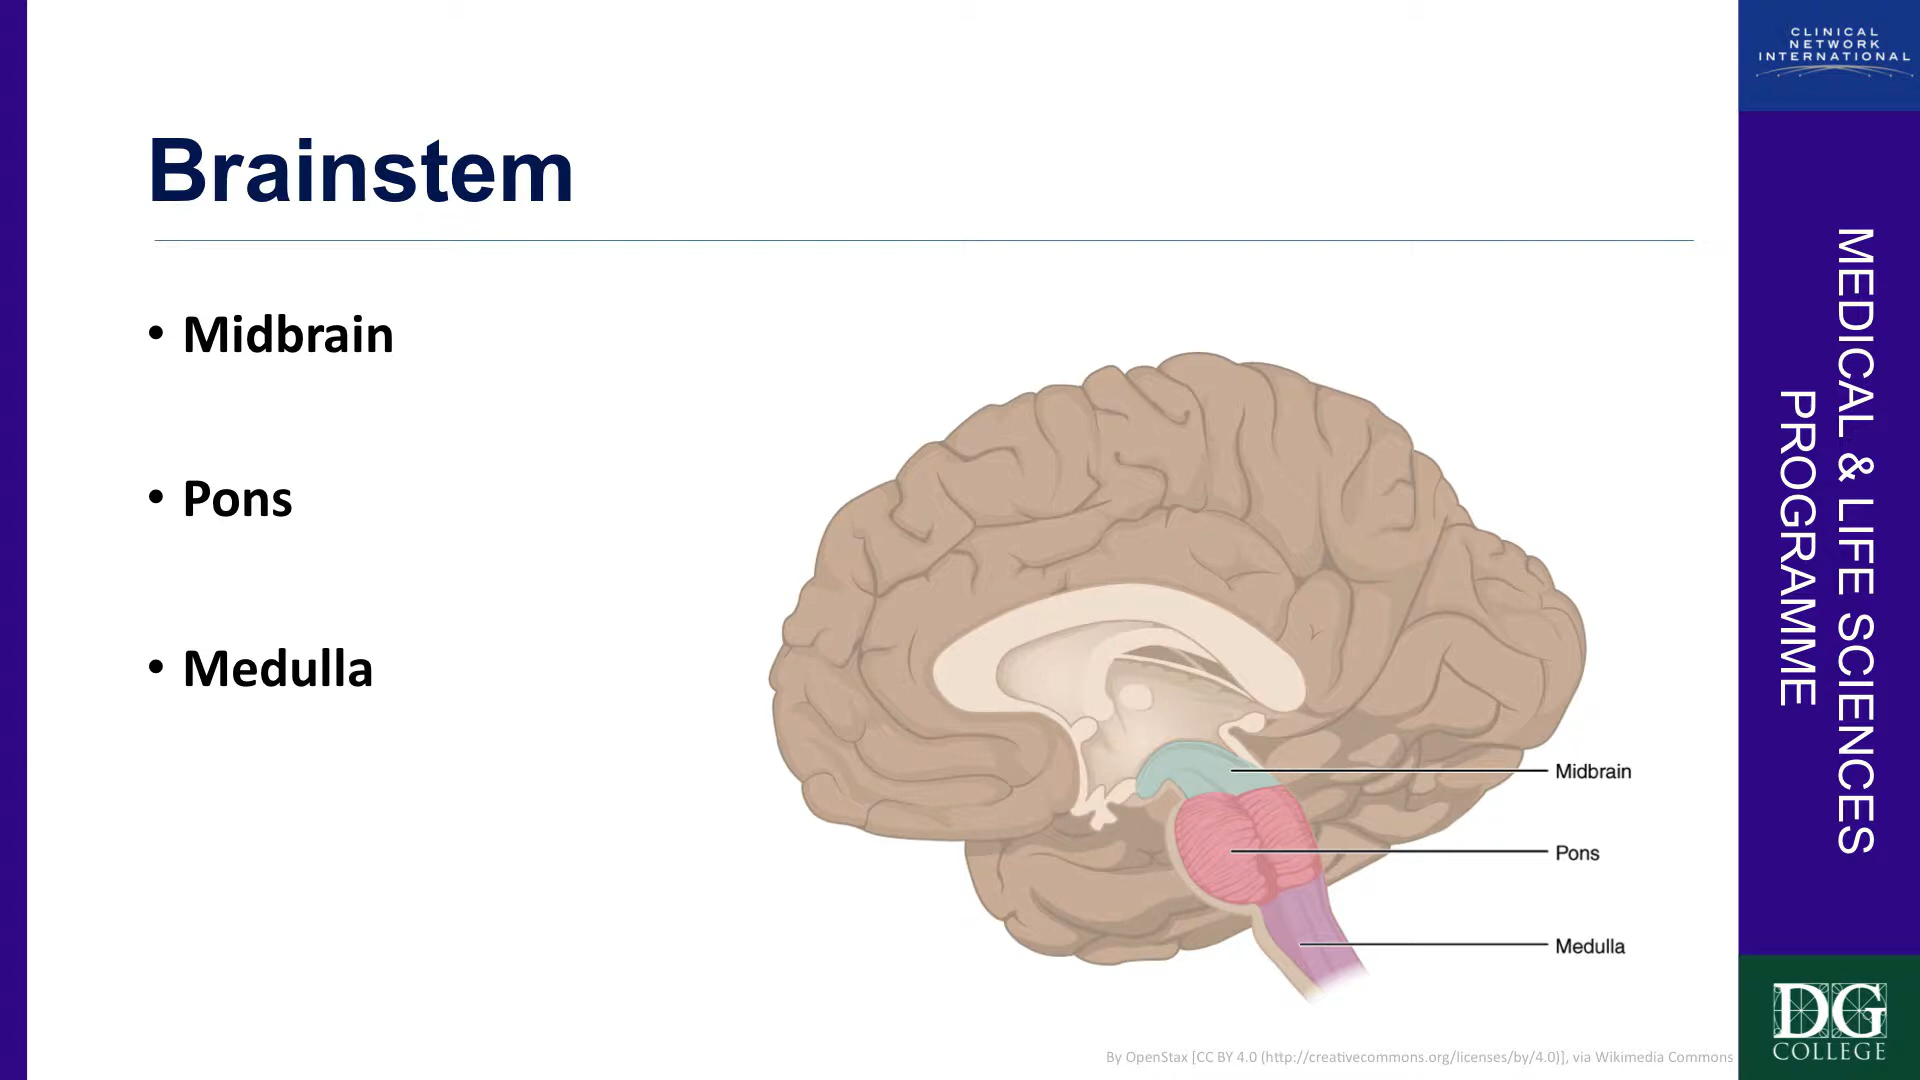 Brainstem
• Midbrain
• Pons
• Medulla
Midbrain
Pons
Medulla
By OpenStax [CC BY 4.0 (http://creativecommons.org/licenses/by/4.0)], via Wikimedia Commons
CLINICAL
NETWORK
INTERNATIONAL
MEDICAL & LIFE SCIENCES
PROGRAMME
DG
COLLEGE